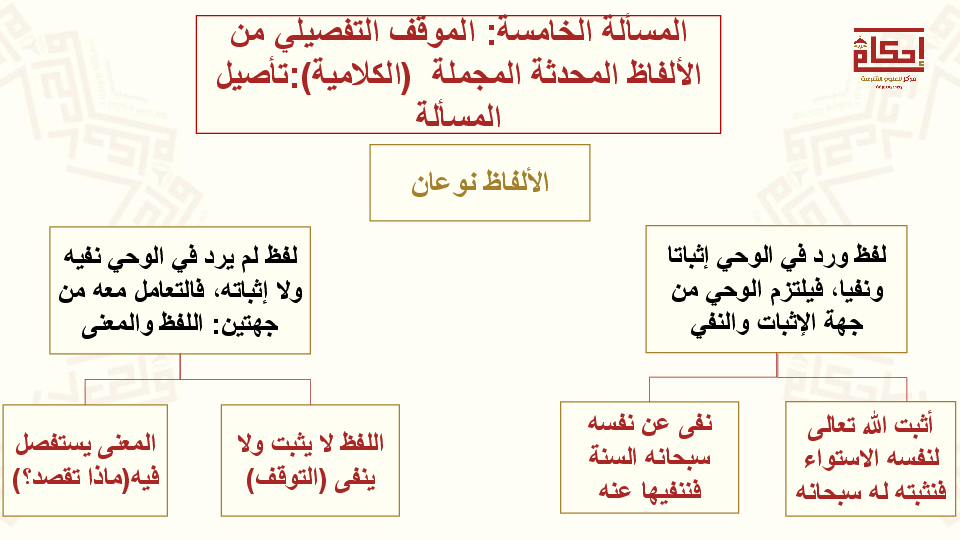 إحكام
مركز للعلوم الشرعية
المسألة الخامسة: الموقف التفصيلي من
الألفاظ المحدثة المجملة (الكلامية):تأصيل
المسألة
الألفاظ نوعان
لفظ ورد في الوحي إثباتا
ونفيا، فيلتزم الوحي من
جهة الإثبات والنفي
أثبت الله تعالى
لنفسه الاستواء
فنثبته له سبحانه
نفى عن نفسه
سبحانه السنة
فننفيها عنه
لفظ لم يرد في الوحي نفيه
ولا إثباته، فالتعامل معه من
جهتين: اللفظ والمعنى
اللفظ لا يثبت ولا
ينفى (التوقف)
المعنى يستفصل
فيه(ماذا تقصد؟)